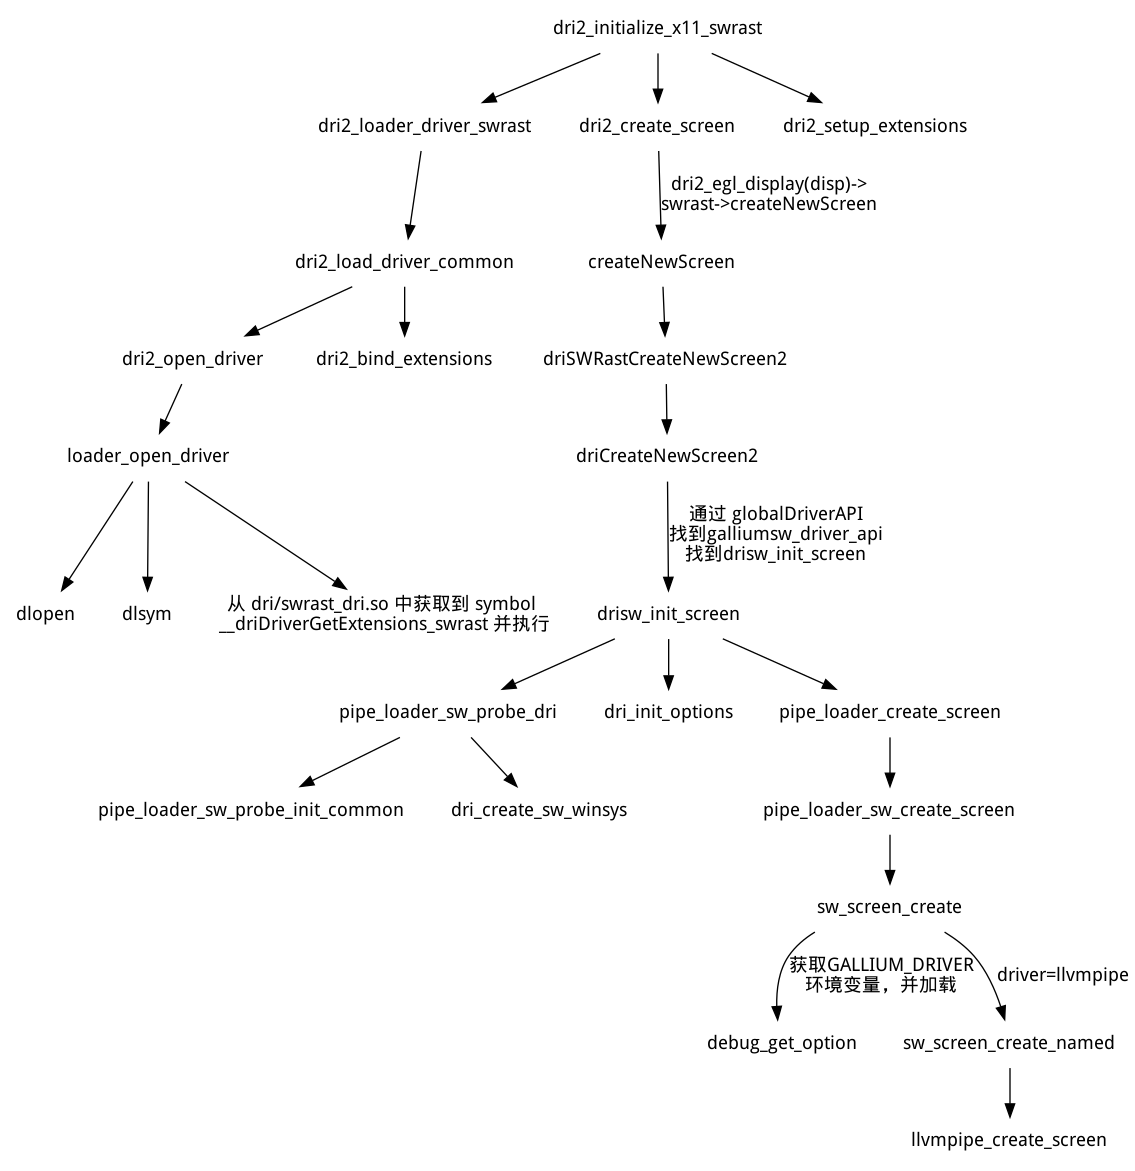 dri2_initialize_x11_swrast
dri2_loader_driver_swrast
dri2_create_screen
dri2_setup_extensions
dri2_egl_display(disp)->
swrast->createNewScreen
dri2_load_driver_common
createNewScreen
dri2_open_driver
dri2_bind_extensions
driSWRastCreateNewScreen2
loader_open_driver
driCreateNewScreen2
通过 globalDriverAPI
找到galliumsw_driver_api
找到drisw_init_screen
dlopen
dlsym
从 dri/swrast_dri.so 中获取到 symbol
__driDriverGetExtensions_swrast 并执行
drisw_init_screen
pipe_loader_sw_probe_dri
dri_init_options
pipe_loader_create_screen
pipe_loader_sw_probe_init_common
dri_create_sw_winsys
pipe_loader_sw_create_screen
sw_screen_create
获取GALLIUM_DRIVER
环境变量，并加载
driver=llvmpipe
debug_get_option
sw_screen_create_named
llvmpipe_create_screen